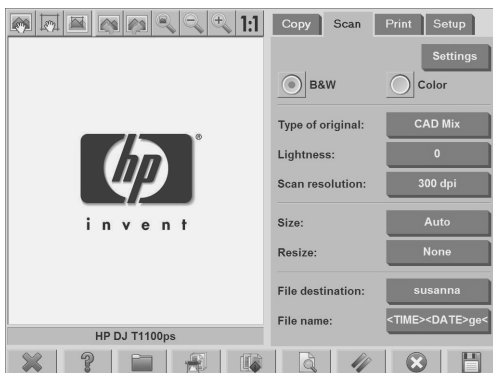 1:1
Copy Scan Print Setup
Settings
B&W Color
Type of original: CAD Mix
Lightness: 0
Scan resolution: 300 dpi
Size: Auto
Resize: None
File destination: susanna
File name: <TIME><DATE>ge<
hp ®
invent
HP DJ T1100ps